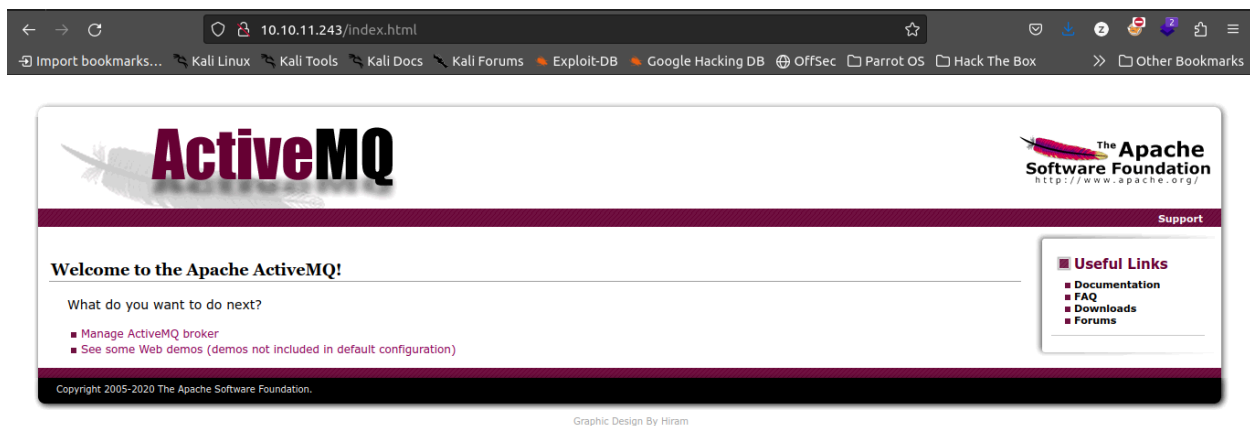 10.10.11.243/index.html
Import bookmarks... Kali Linux Kali Tools Kali Docs Kali Forums Exploit-DB Google Hacking DB OffSec Parrot OS Hack The Box Other Bookmarks
ActiveMQ
The Apache
Software Foundation
http://www.apache.org/
Support
Welcome to the Apache ActiveMQ!
What do you want to do next?
Manage ActiveMQ broker
See some Web demos (demos not included in default configuration)
Useful Links
Documentation
FAQ
Downloads
Forums
Copyright 2005-2020 The Apache Software Foundation.
Graphic Design By Hiram